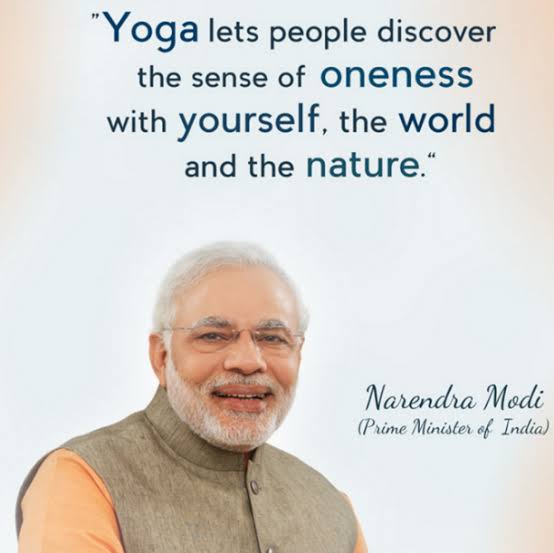 "Yoga lets people discover
the sense of oneness
with yourself, the world
and the nature."
Narendra Modi
(Prime Minister of India)